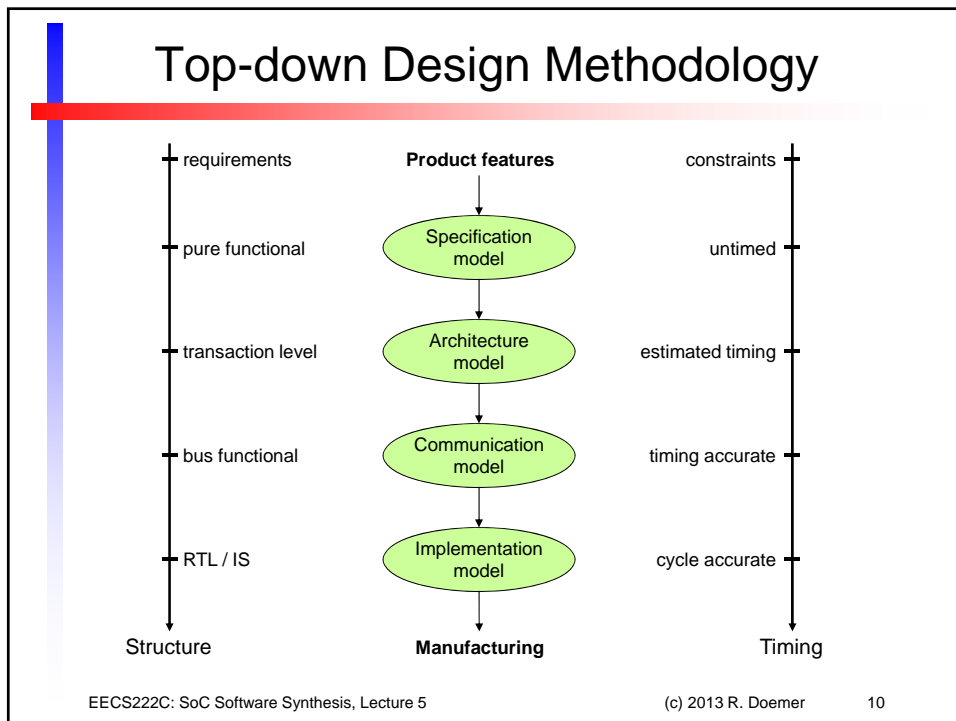 Top-down Design Methodology
requirements
Product features
constraints
pure functional
Specification
model
untimed
transaction level
Architecture
model
estimated timing
bus functional
Communication
model
timing accurate
RTL / IS
Implementation
model
cycle accurate
Structure
Manufacturing
Timing
EECS222C: SoC Software Synthesis, Lecture 5
(c) 2013 R. Doemer
10